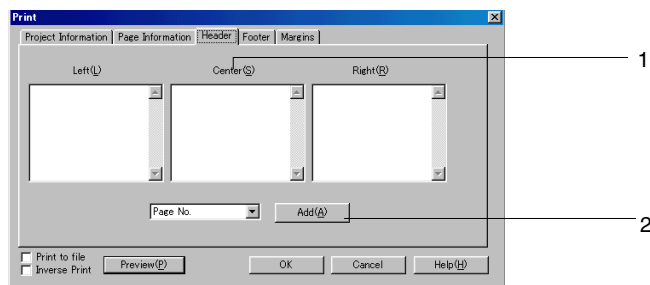 Print
Project Information Page Information Header Footer Margins
1
Left(L) Center(S) Right(R)
Page No. Add(A)
2
Print to file
Inverse Print Preview(P) OK Cancel Help(H)